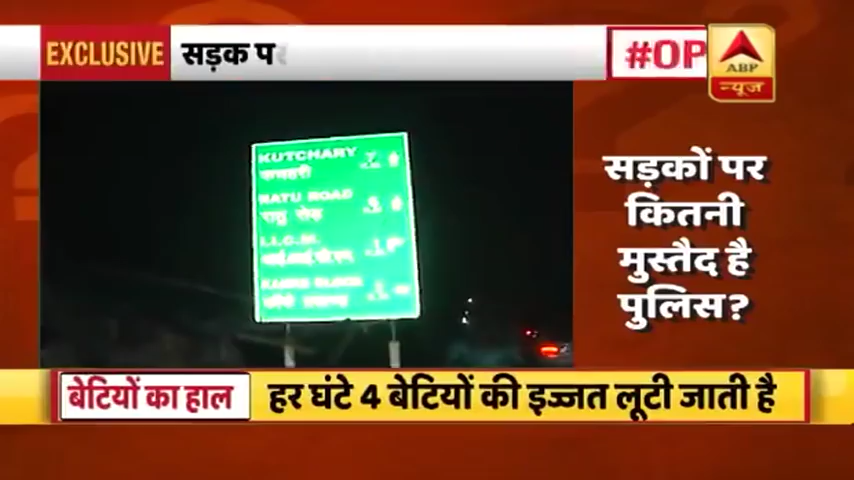 EXCLUSIVE
सड़क प
#OP
ABP
न्यूज़
KUTCHARY
कचहरी
RATU ROAD
रातु रोड़
सड़कों पर
कितनी
मुस्तैद है
पुलिस?
बेटियों का हाल
हर घंटे 4 बेटियों की इज्जत लूटी जाती है